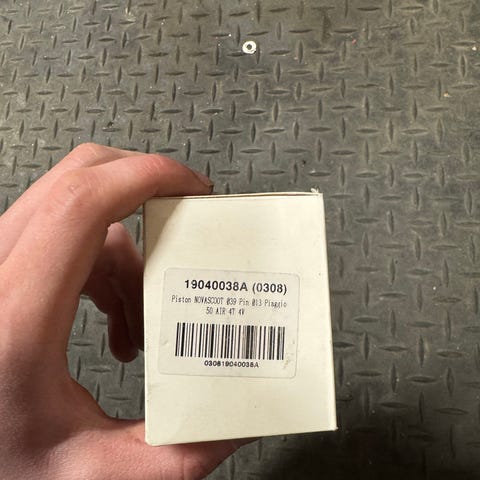 19040038A (0308)
Piston NOVASCOOT Ø39 Pin Ø13 Piaggio
50 AIR 4T 4V
030819040038A